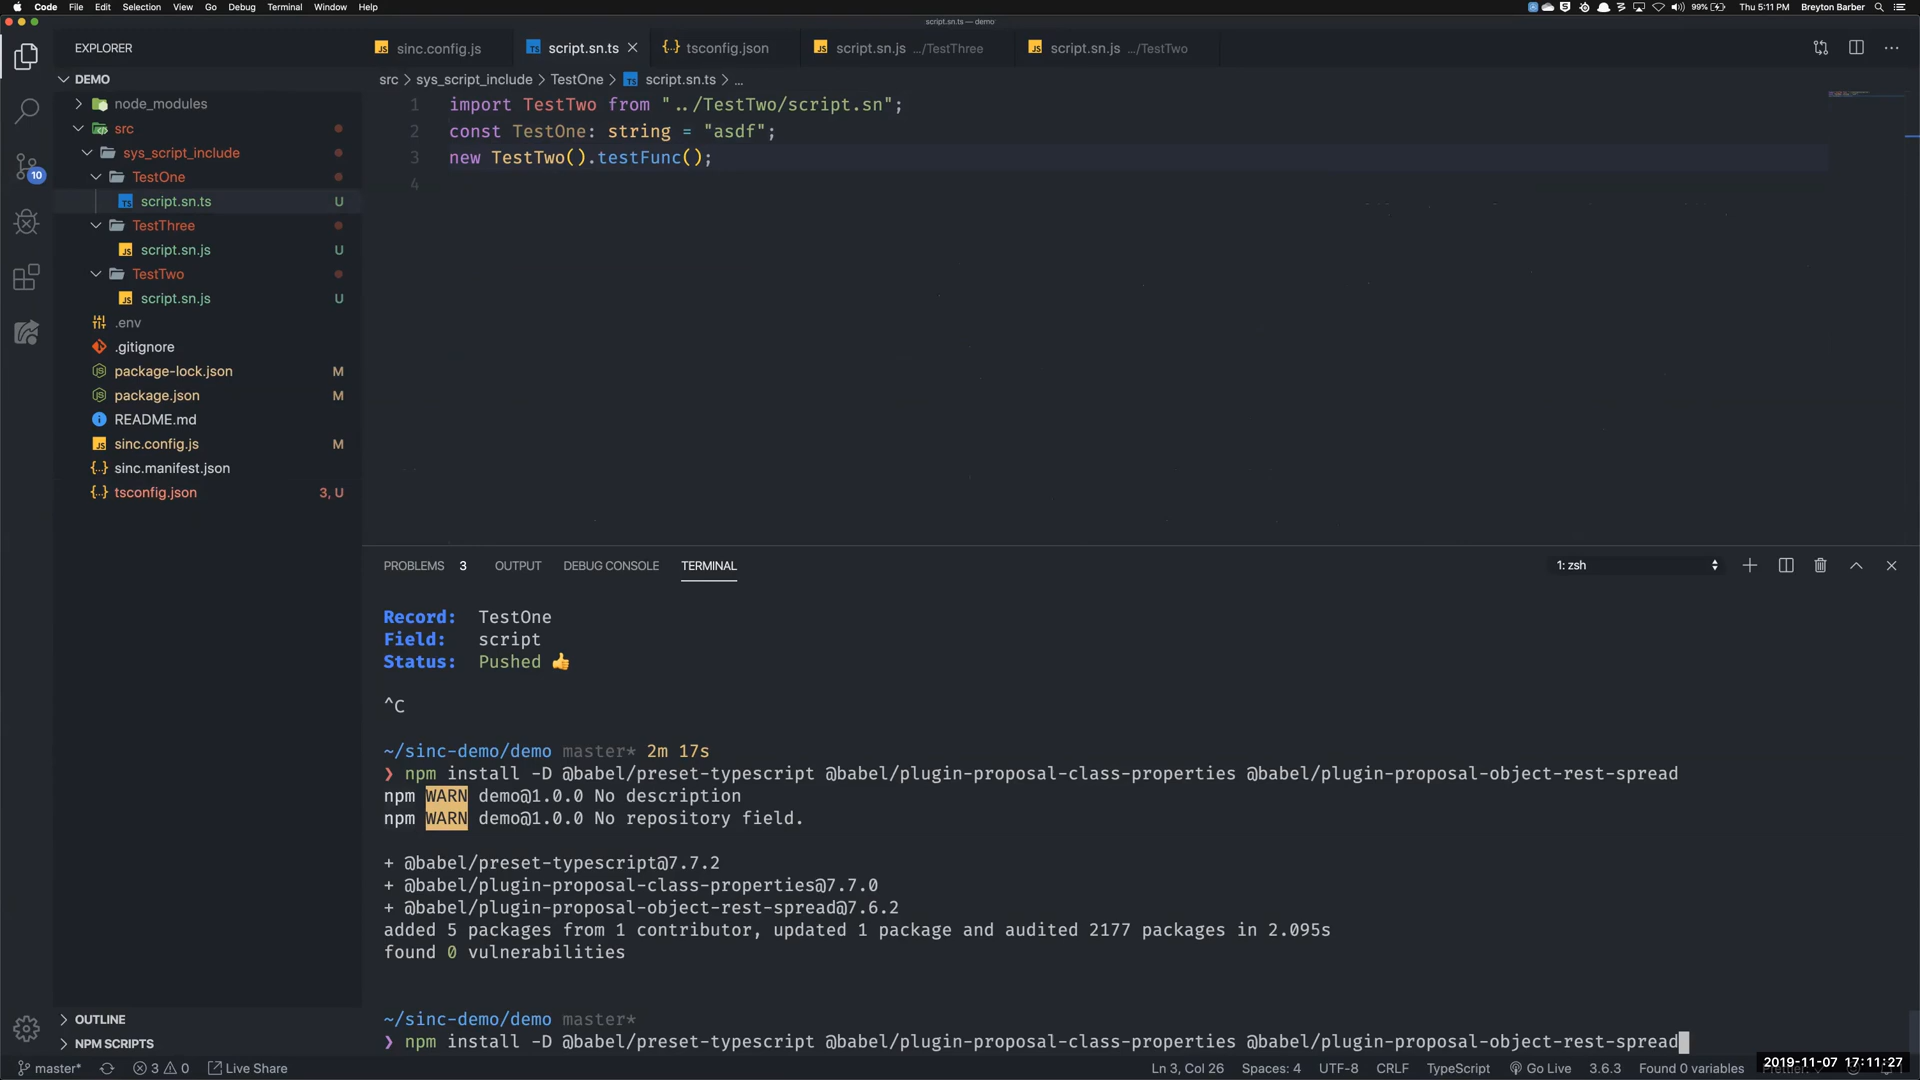 Code File Edit Selection View Go Debug Terminal Window Help
99% Thu 5:11 PM Breyton Barber
script.sn.ts — demo
EXPLORER
sinc.config.js script.sn.ts tsconfig.json script.sn.js .../TestThree script.sn.js .../TestTwo
DEMO
src > sys_script_include > TestOne > script.sn.ts > ...
node_modules
src
sys_script_include
TestOne
script.sn.ts U
TestThree
script.sn.js U
TestTwo
script.sn.js U
.env
.gitignore
package-lock.json M
package.json M
README.md
sinc.config.js M
sinc.manifest.json
tsconfig.json 3, U
10
1 import TestTwo from "../TestTwo/script.sn";
2 const TestOne: string = "asdf";
3 new TestTwo().testFunc();
4
PROBLEMS 3 OUTPUT DEBUG CONSOLE TERMINAL
1: zsh
Record: TestOne
Field: script
Status: Pushed 👍
^C
~/sinc-demo/demo master* 2m 17s
❯ npm install -D @babel/preset-typescript @babel/plugin-proposal-class-properties @babel/plugin-proposal-object-rest-spread
npm WARN demo@1.0.0 No description
npm WARN demo@1.0.0 No repository field.
+ @babel/preset-typescript@7.7.2
+ @babel/plugin-proposal-class-properties@7.7.0
+ @babel/plugin-proposal-object-rest-spread@7.6.2
added 5 packages from 1 contributor, updated 1 package and audited 2177 packages in 2.095s
found 0 vulnerabilities
~/sinc-demo/demo master*
❯ npm install -D @babel/preset-typescript @babel/plugin-proposal-class-properties @babel/plugin-proposal-object-rest-spread
OUTLINE
NPM SCRIPTS
master* 3 0 Live Share
Ln 3, Col 26 Spaces: 4 UTF-8 CRLF TypeScript Go Live 3.6.3 Found 0 variables
2019-11-07 17:11:27